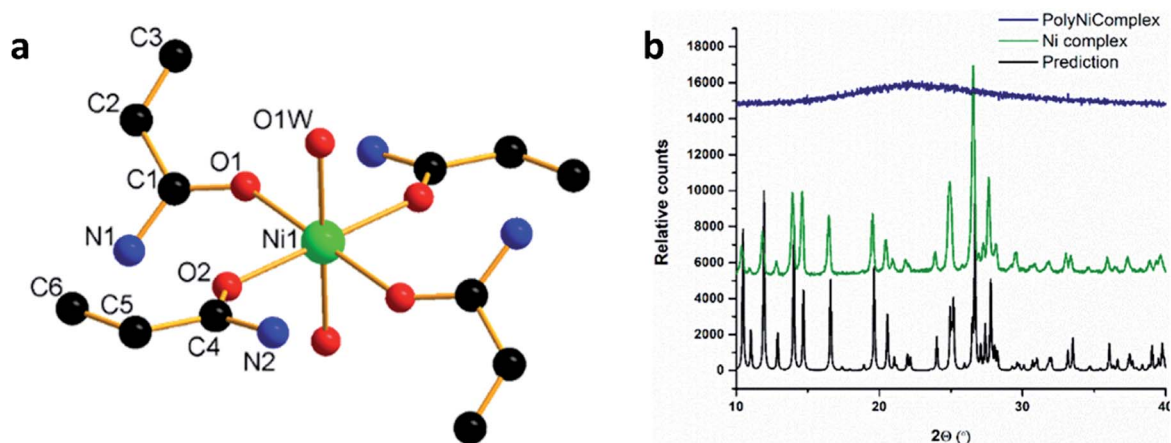 a
C3
C2
O1W
O1
C1
N1
Ni1
O2
C6
C5
C4
N2
b
PolyNiComplex
Ni complex
Prediction
Relative counts
18000
16000
14000
12000
10000
8000
6000
4000
2000
0
10
20
30
40
2Θ (°)